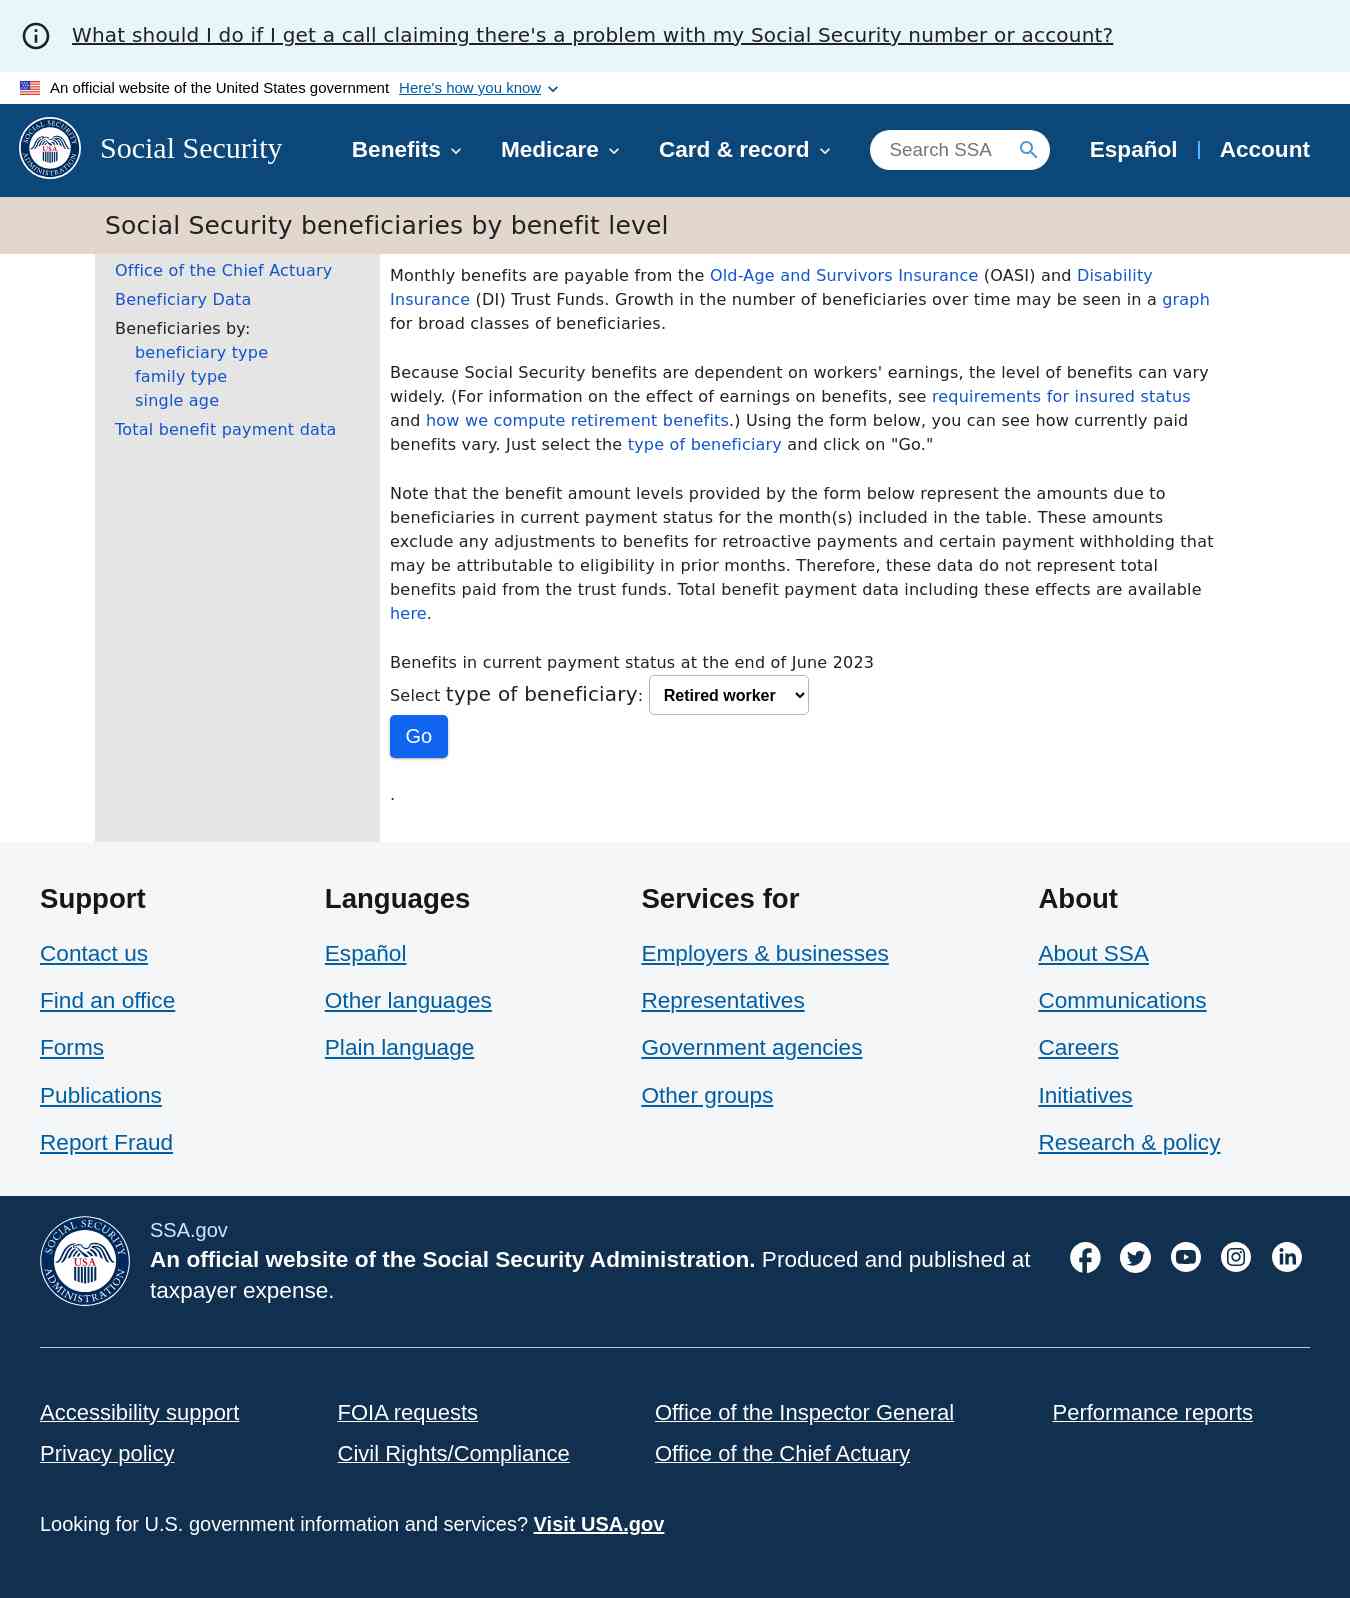 What should I do if I get a call claiming there's a problem with my Social Security number or account?
An official website of the United States government Here's how you know
Social Security Benefits Medicare Card & record Search SSA Español Account
Social Security beneficiaries by benefit level
Office of the Chief Actuary
Beneficiary Data
Beneficiaries by:
beneficiary type
family type
single age
Total benefit payment data
Monthly benefits are payable from the Old-Age and Survivors Insurance (OASI) and Disability
Insurance (DI) Trust Funds. Growth in the number of beneficiaries over time may be seen in a graph
for broad classes of beneficiaries.
Because Social Security benefits are dependent on workers' earnings, the level of benefits can vary
widely. (For information on the effect of earnings on benefits, see requirements for insured status
and how we compute retirement benefits.) Using the form below, you can see how currently paid
benefits vary. Just select the type of beneficiary and click on "Go."
Note that the benefit amount levels provided by the form below represent the amounts due to
beneficiaries in current payment status for the month(s) included in the table. These amounts
exclude any adjustments to benefits for retroactive payments and certain payment withholding that
may be attributable to eligibility in prior months. Therefore, these data do not represent total
benefits paid from the trust funds. Total benefit payment data including these effects are available
here.
Benefits in current payment status at the end of June 2023
Select type of beneficiary: Retired worker
Go
.
Support
Contact us
Find an office
Forms
Publications
Report Fraud
Languages
Español
Other languages
Plain language
Services for
Employers & businesses
Representatives
Government agencies
Other groups
About
About SSA
Communications
Careers
Initiatives
Research & policy
SOCIAL SECURITY
USA
ADMINISTRATION
SSA.gov
An official website of the Social Security Administration. Produced and published at
taxpayer expense.
Accessibility support
FOIA requests
Office of the Inspector General
Performance reports
Privacy policy
Civil Rights/Compliance
Office of the Chief Actuary
Looking for U.S. government information and services? Visit USA.gov